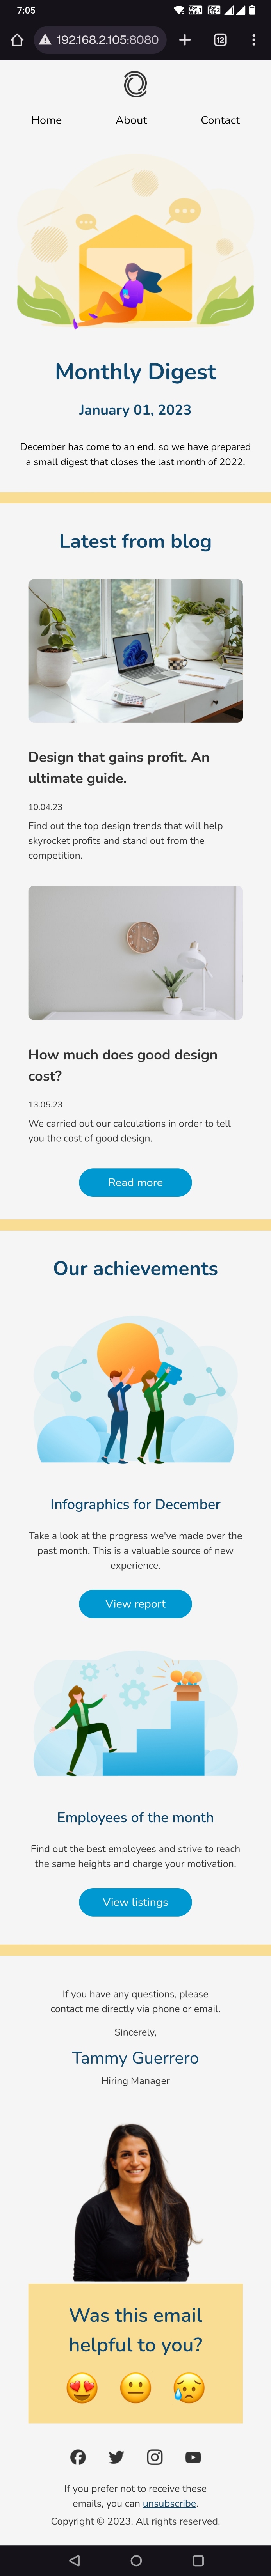 7:05
192.168.2.105:8080
12
Home About Contact
Monthly Digest
January 01, 2023
December has come to an end, so we have prepared
a small digest that closes the last month of 2022.
Latest from blog
Design that gains profit. An
ultimate guide.
10.04.23
Find out the top design trends that will help
skyrocket profits and stand out from the
competition.
How much does good design
cost?
13.05.23
We carried out our calculations in order to tell
you the cost of good design.
Read more
Our achievements
Infographics for December
Take a look at the progress we've made over the
past month. This is a valuable source of new
experience.
View report
Employees of the month
Find out the best employees and strive to reach
the same heights and charge your motivation.
View listings
If you have any questions, please
contact me directly via phone or email.
Sincerely,
Tammy Guerrero
Hiring Manager
Was this email
helpful to you?
If you prefer not to receive these
emails, you can unsubscribe.
Copyright © 2023. All rights reserved.